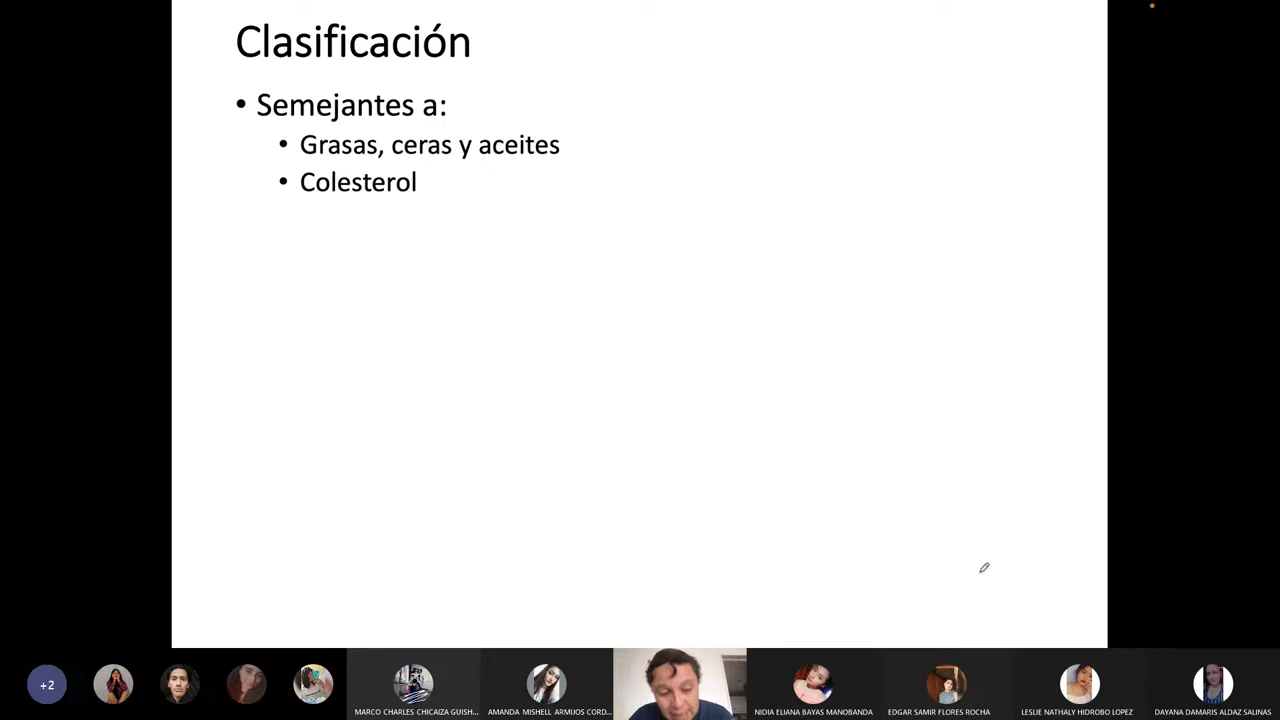 Clasificación
• Semejantes a:
• Grasas, ceras y aceites
• Colesterol
+2
MARCO CHARLES CHICAIZA GUISH...
AMANDA MISHELL ARMIJOS CORD...
NIDIA ELIANA BAYAS MANOBANDA
EDGAR SAMIR FLORES ROCHA
LESLIE NATHALY HIDROBO LOPEZ
DAYANA DAMARIS ALDAZ SALINAS